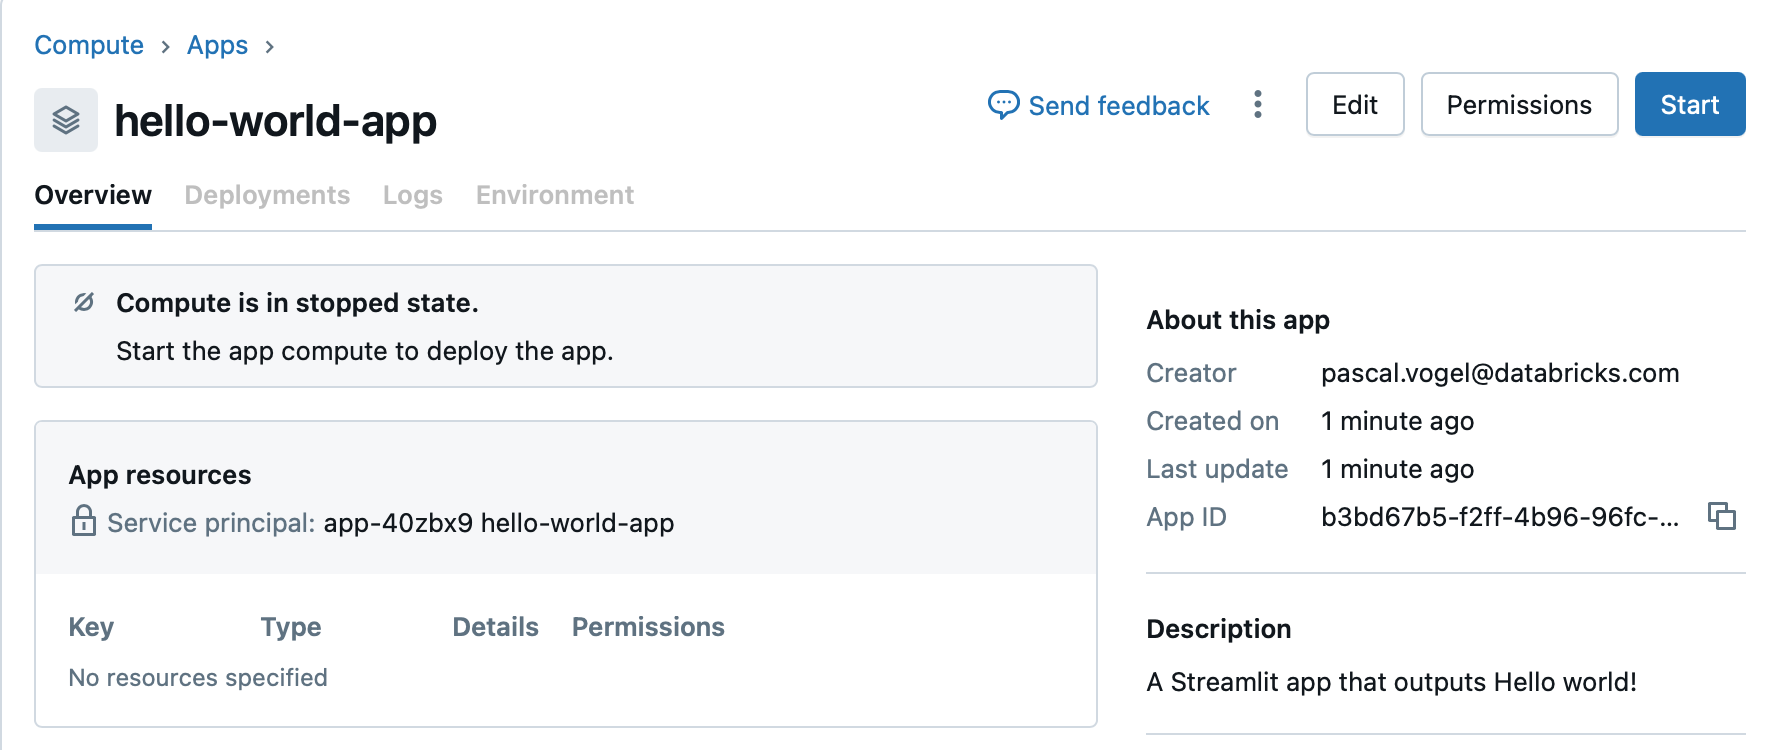 Compute > Apps >
hello-world-app
Send feedback
Edit
Permissions
Start
Overview Deployments Logs Environment
Compute is in stopped state.
Start the app compute to deploy the app.
App resources
Service principal: app-40zbx9 hello-world-app
Key Type Details Permissions
No resources specified
About this app
Creator pascal.vogel@databricks.com
Created on 1 minute ago
Last update 1 minute ago
App ID b3bd67b5-f2ff-4b96-96fc-...
Description
A Streamlit app that outputs Hello world!